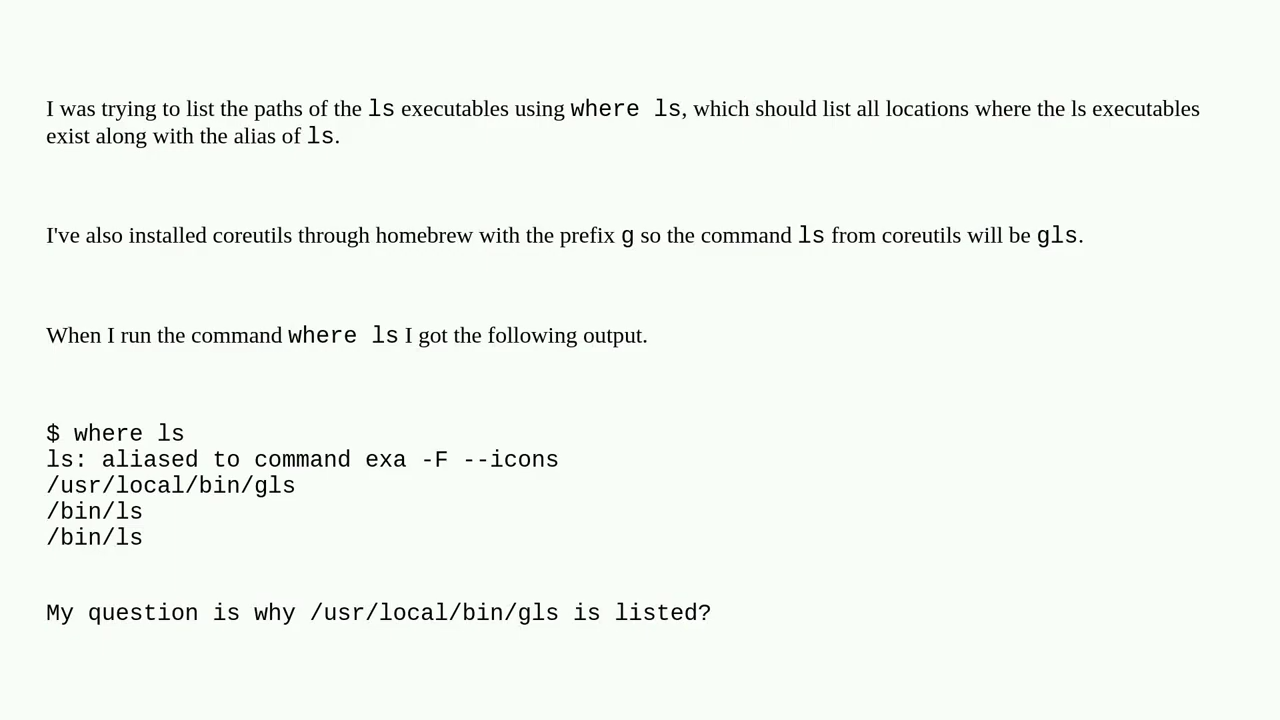 I was trying to list the paths of the ls executables using where ls, which should list all locations where the ls executables
exist along with the alias of ls.
I've also installed coreutils through homebrew with the prefix g so the command ls from coreutils will be gls.
When I run the command where ls I got the following output.
$ where ls
ls: aliased to command exa -F --icons
/usr/local/bin/gls
/bin/ls
/bin/ls
My question is why /usr/local/bin/gls is listed?